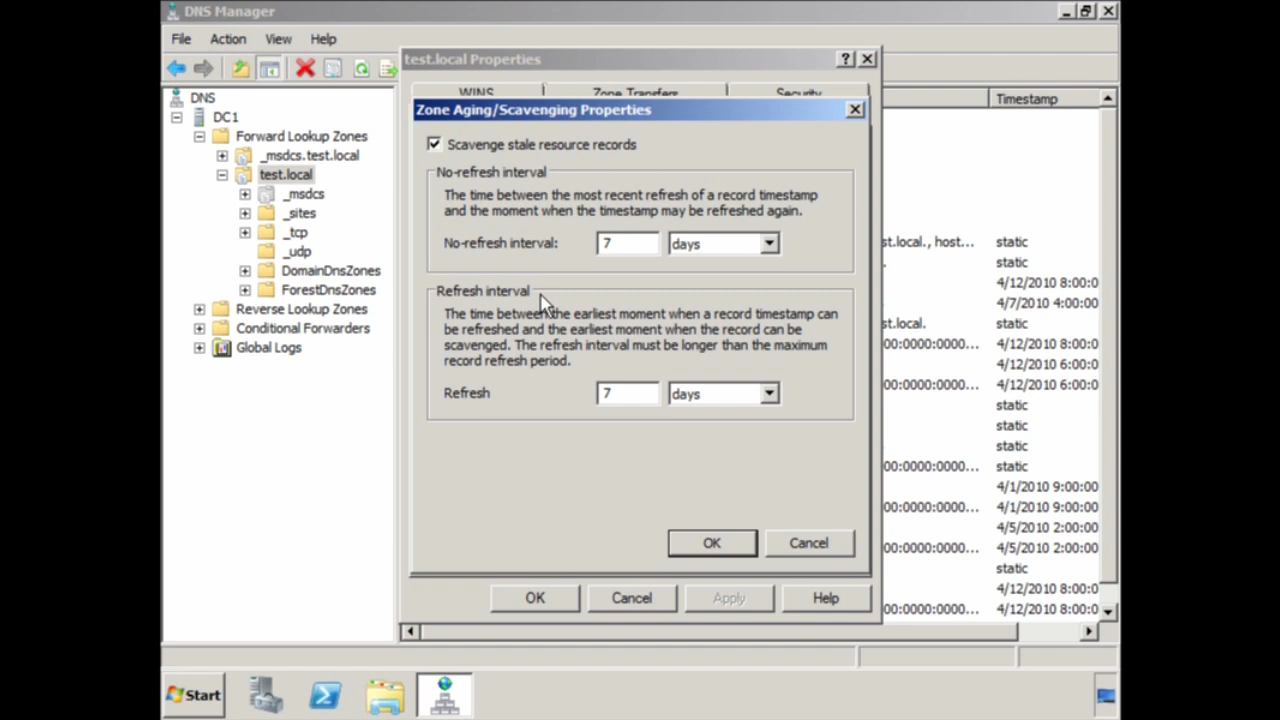 DNS Manager
File Action View Help
test.local Properties
WINS Zone Transfers Security
Zone Aging/Scavenging Properties
Scavenge stale resource records
No-refresh interval
The time between the most recent refresh of a record timestamp
and the moment when the timestamp may be refreshed again.
No-refresh interval: 7 days
Refresh interval
The time between the earliest moment when a record timestamp can
be refreshed and the earliest moment when the record can be
scavenged. The refresh interval must be longer than the maximum
record refresh period.
Refresh 7 days
OK Cancel
OK Cancel Apply Help
DNS
DC1
Forward Lookup Zones
_msdcs.test.local
test.local
_msdcs
_sites
_tcp
_udp
DomainDnsZones
ForestDnsZones
Reverse Lookup Zones
Conditional Forwarders
Global Logs
Timestamp
st.local., host... static
. static
4/12/2010 8:00:00
4/7/2010 4:00:00
st.local. static
00:0000:0000... 4/12/2010 8:00:0
4/12/2010 6:00:00
00:0000:0000... 4/12/2010 6:00:00
static
static
static
00:0000:0000... static
4/1/2010 9:00:00
00:0000:0000... 4/1/2010 9:00:00
4/5/2010 2:00:00
00:0000:0000... 4/5/2010 2:00:00
static
4/12/2010 8:00:00
00:0000:0000... 4/12/2010 8:00:0
Start